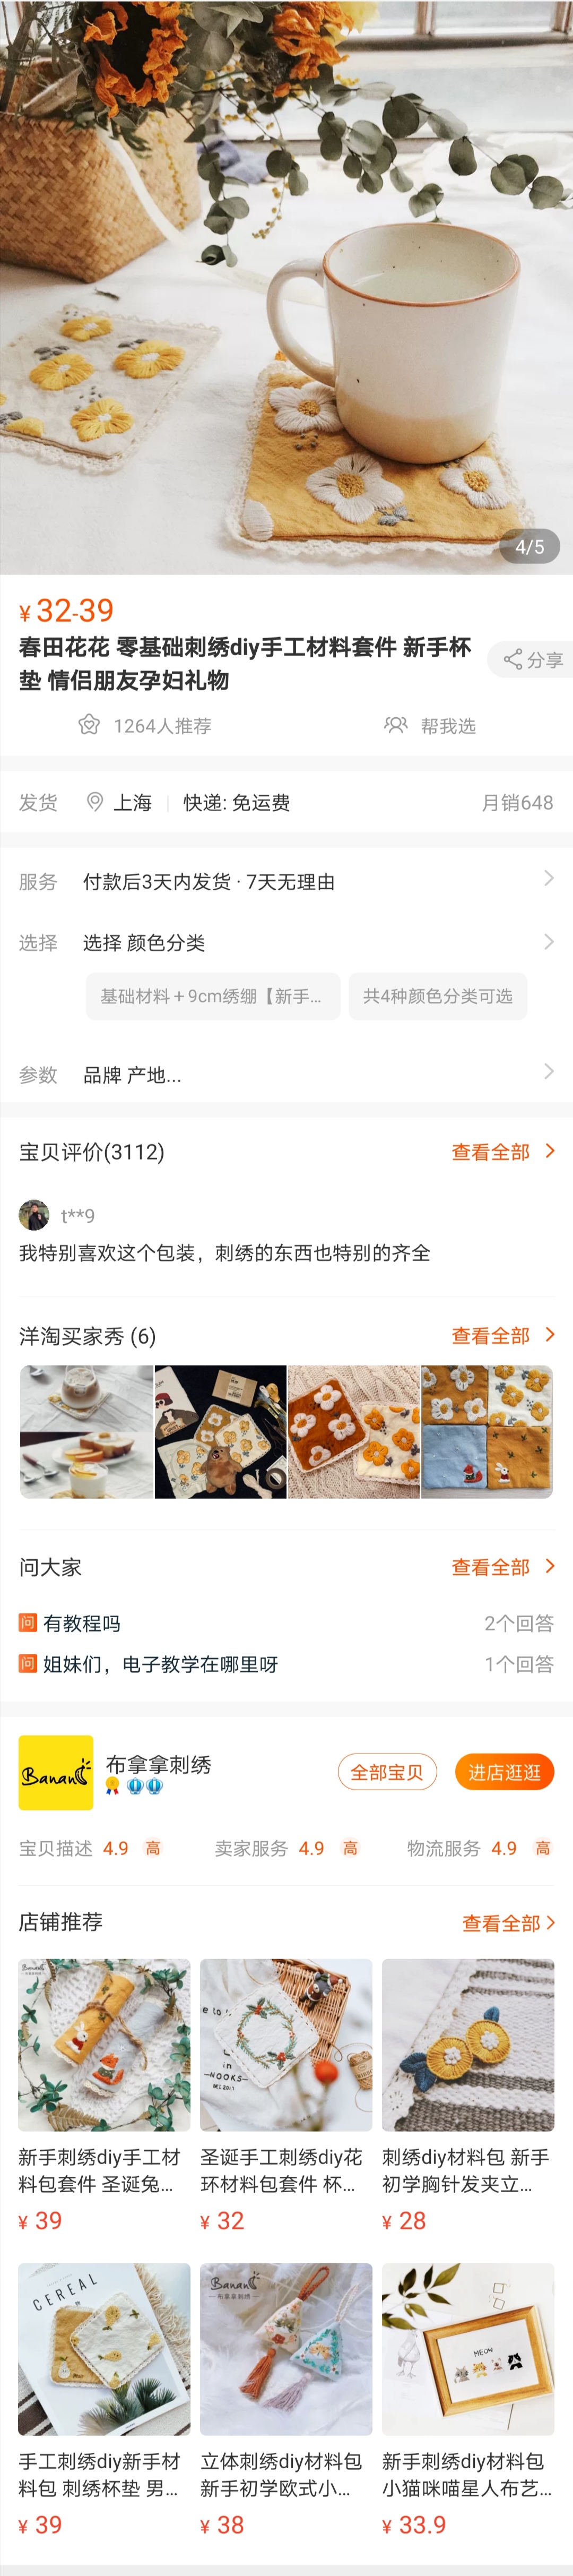 4/5
¥ 32-39
春田花花 零基础刺绣diy手工材料套件 新手杯
垫 情侣朋友孕妇礼物
分享
1264人推荐
帮我选
发货 上海 快递: 免运费 月销648
服务 付款后3天内发货 · 7天无理由
选择 选择 颜色分类
基础材料+9cm绣绷【新手... 共4种颜色分类可选
参数 品牌 产地...
宝贝评价(3112) 查看全部
t**9
我特别喜欢这个包装，刺绣的东西也特别的齐全
洋淘买家秀 (6) 查看全部
问大家 查看全部
问 有教程吗 2个回答
问 姐妹们，电子教学在哪里呀 1个回答
Banana
布拿拿刺绣
全部宝贝 进店逛逛
宝贝描述 4.9 高 卖家服务 4.9 高 物流服务 4.9 高
店铺推荐 查看全部
新手刺绣diy手工材
料包套件 圣诞兔...
¥ 39
in
NOOKS
圣诞手工刺绣diy花
环材料包套件 杯...
¥ 32
刺绣diy材料包 新手
初学胸针发夹立...
¥ 28
CEREAL
手工刺绣diy新手材
料包 刺绣杯垫 男...
¥ 39
Banana
布拿拿刺绣
立体刺绣diy材料包
新手初学欧式小...
¥ 38
MEOW
新手刺绣diy材料包
小猫咪喵星人布艺...
¥ 33.9